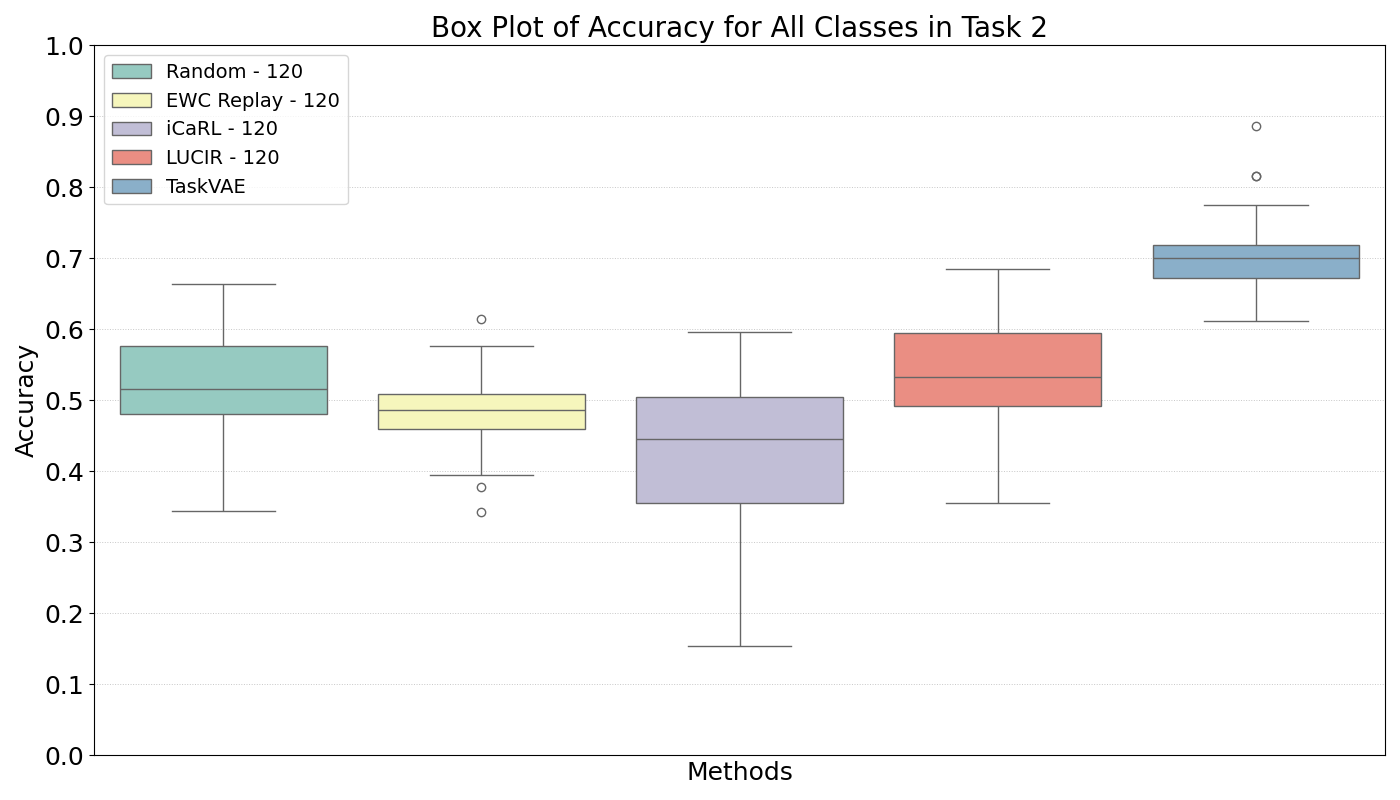 Box Plot of Accuracy for All Classes in Task 2
1.0
0.9
0.8
0.7
0.6
0.5
0.4
0.3
0.2
0.1
0.0
Accuracy
Random - 120
EWC Replay - 120
iCaRL - 120
LUCIR - 120
TaskVAE
Methods